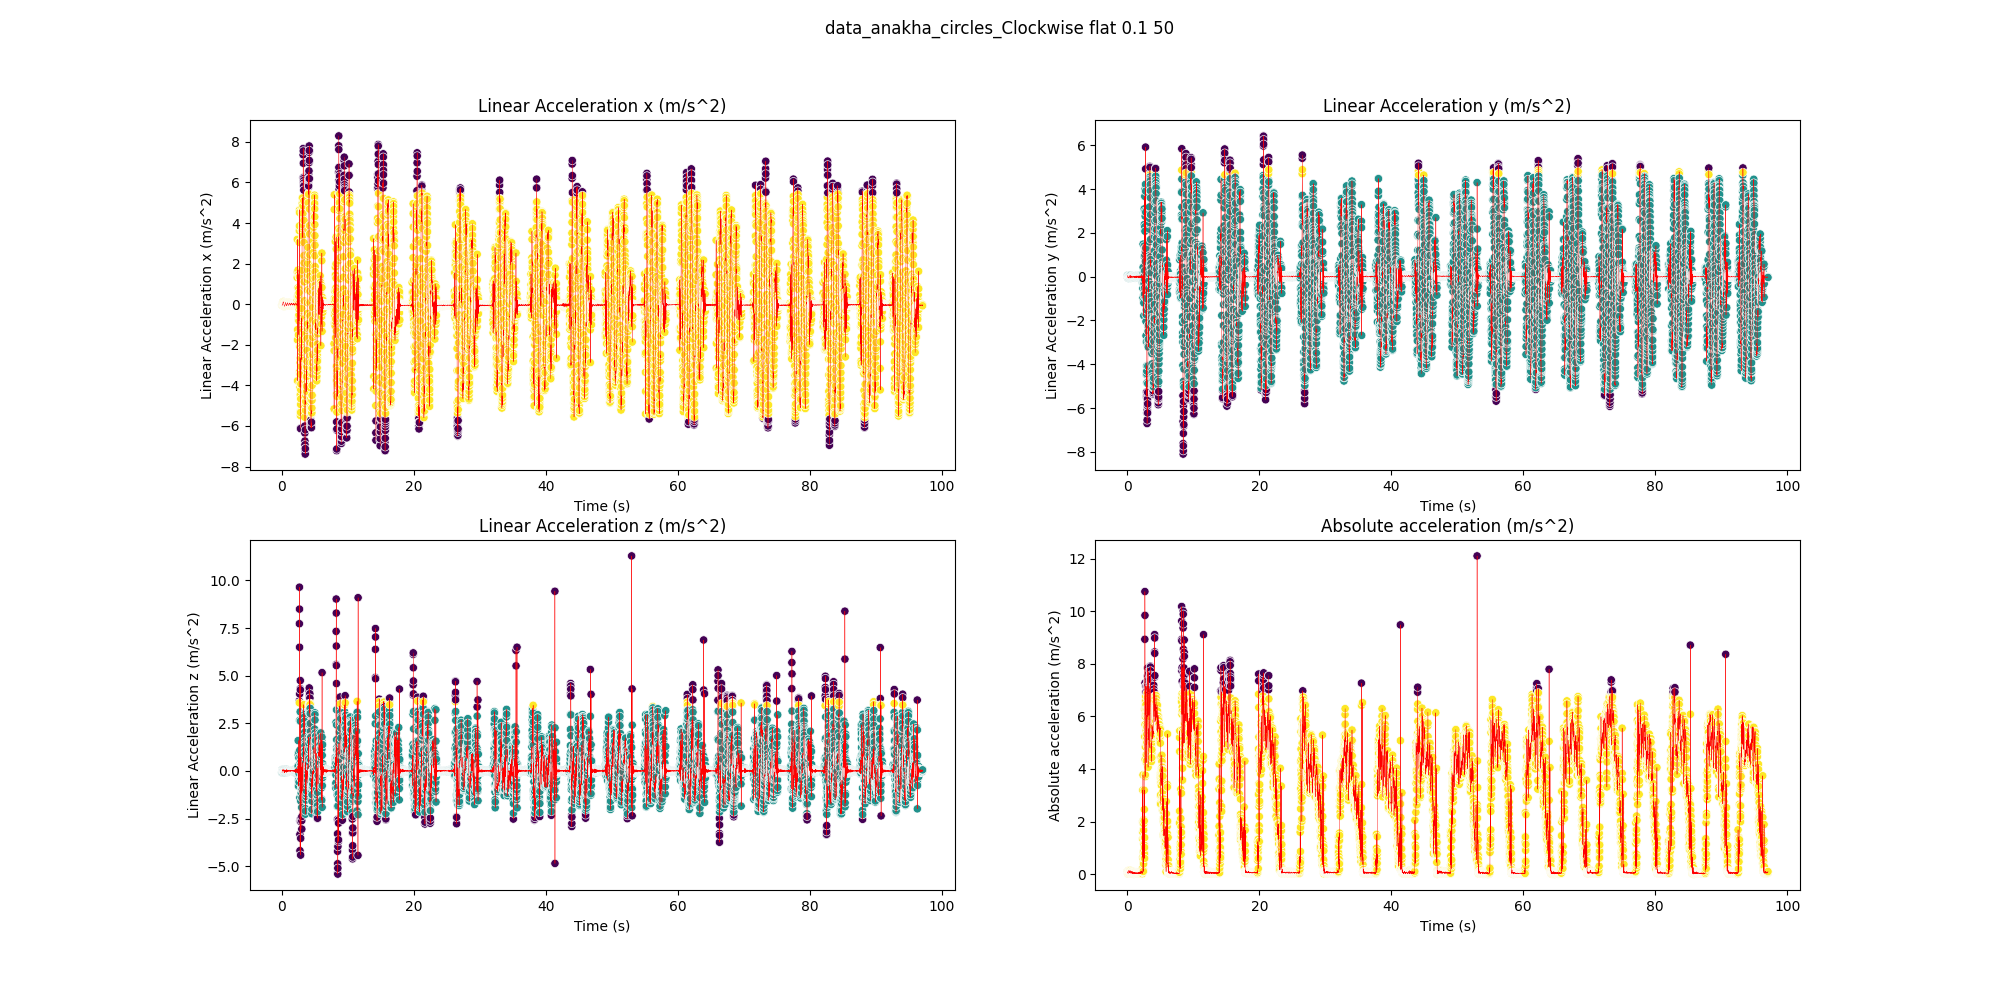 data_anakha_circles_Clockwise flat 0.1 50
Linear Acceleration x (m/s^2)
Linear Acceleration x (m/s^2)
8
6
4
2
0
−2
−4
−6
−8
0 20 40 60 80 100
Time (s)
Linear Acceleration y (m/s^2)
Linear Acceleration y (m/s^2)
6
4
2
0
−2
−4
−6
−8
0 20 40 60 80 100
Time (s)
Linear Acceleration z (m/s^2)
Linear Acceleration z (m/s^2)
10.0
7.5
5.0
2.5
0.0
−2.5
−5.0
0 20 40 60 80 100
Time (s)
Absolute acceleration (m/s^2)
Absolute acceleration (m/s^2)
12
10
8
6
4
2
0
0 20 40 60 80 100
Time (s)